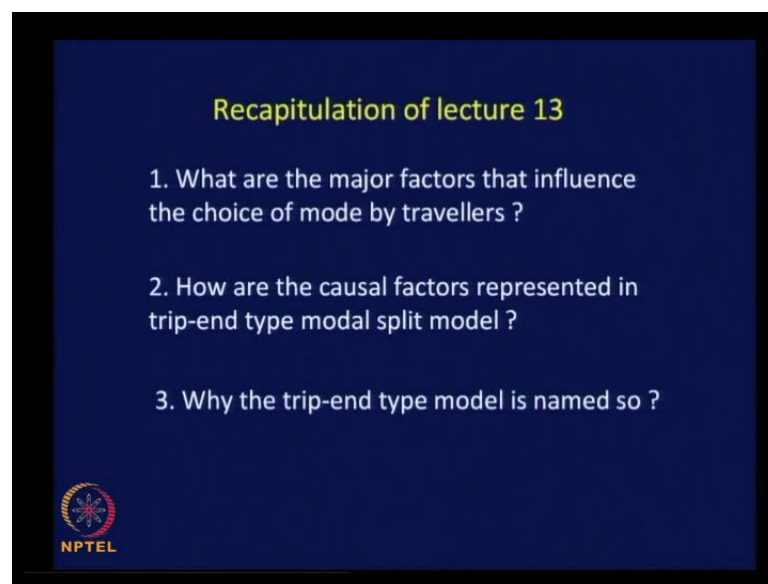 Recapitulation of lecture 13
1. What are the major factors that influence
the choice of mode by travellers ?
2. How are the causal factors represented in
trip-end type modal split model ?
3. Why the trip-end type model is named so ?
NPTEL